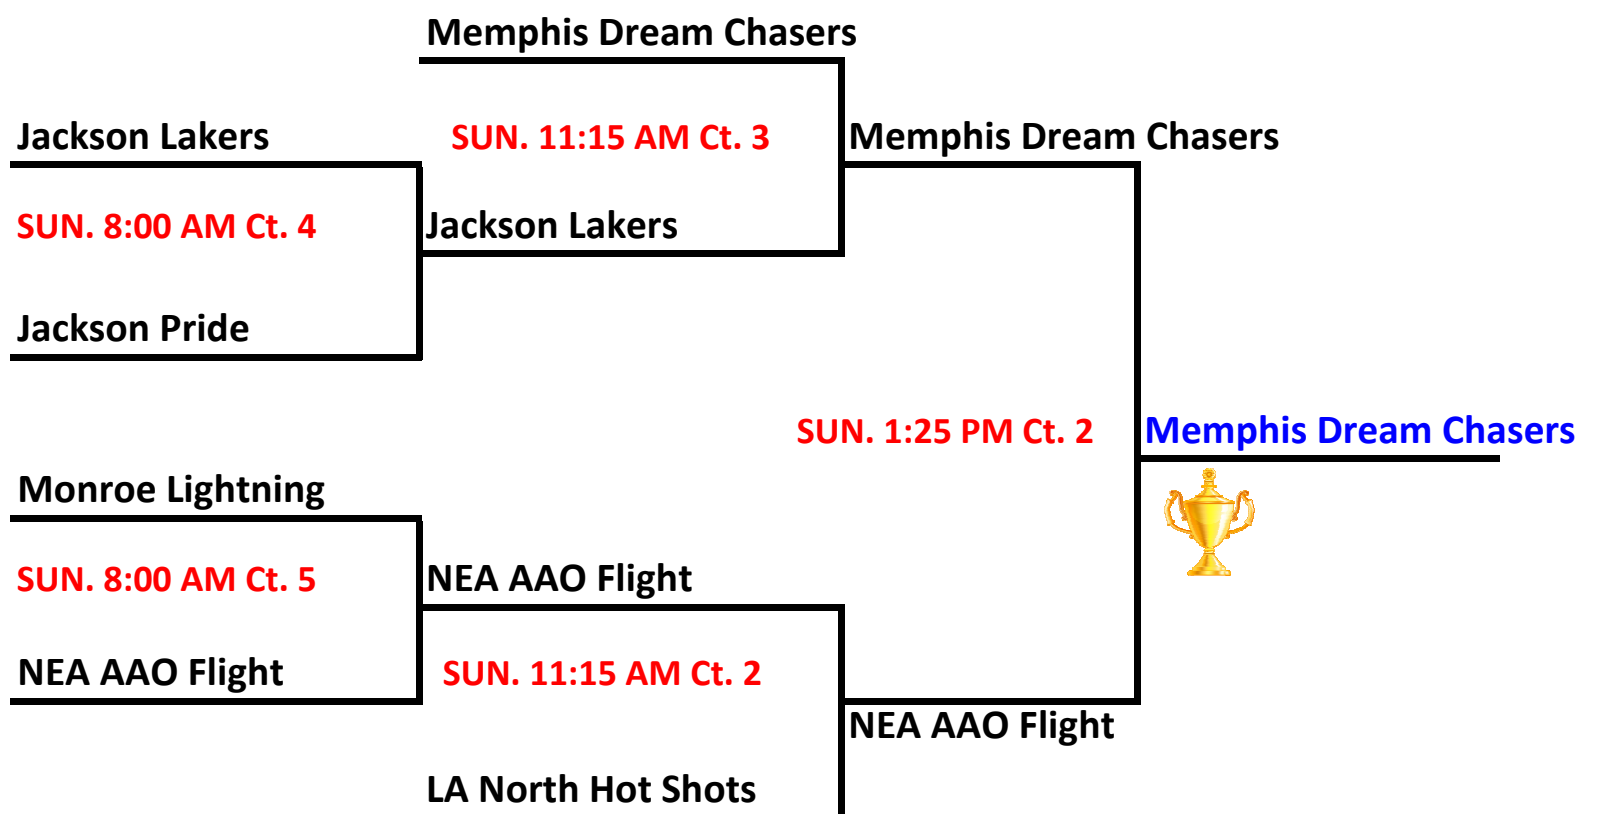 Memphis Dream Chasers
Jackson Lakers
SUN. 11:15 AM Ct. 3
Memphis Dream Chasers
SUN. 8:00 AM Ct. 4
Jackson Lakers
Jackson Pride
SUN. 1:25 PM Ct. 2
Memphis Dream Chasers
Monroe Lightning
SUN. 8:00 AM Ct. 5
NEA AAO Flight
NEA AAO Flight
SUN. 11:15 AM Ct. 2
NEA AAO Flight
LA North Hot Shots